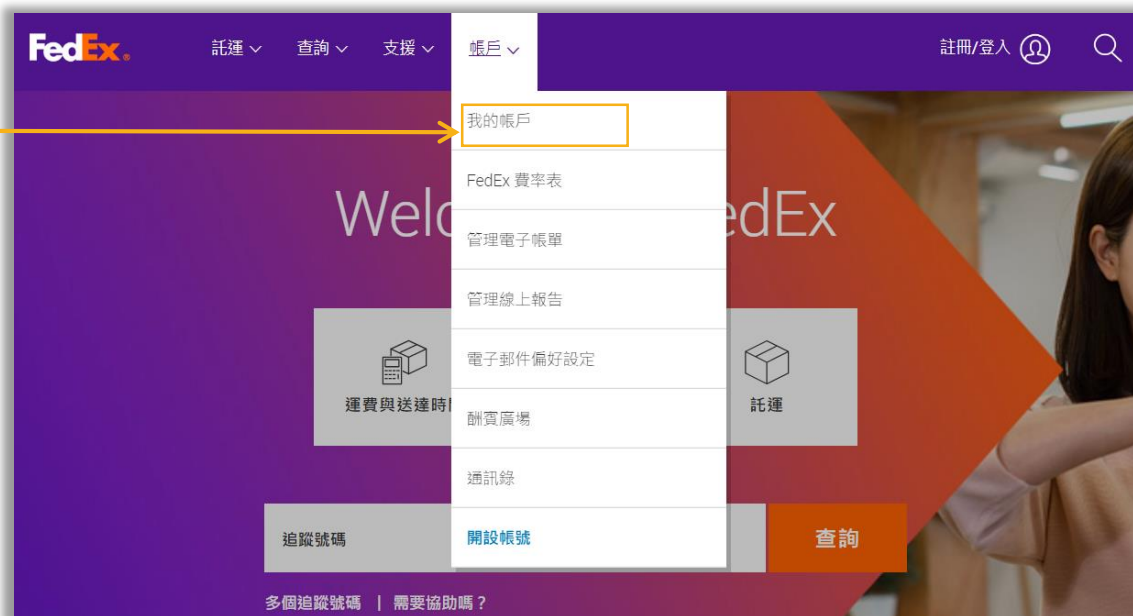 FedEx®
託運 查詢 支援 帳戶 註冊/登入
我的帳戶
FedEx 費率表
Welc edEx
管理電子帳單
管理線上報告
電子郵件偏好設定
運費與送達時 託運
酬賓廣場
通訊錄
追蹤號碼 開設帳號 查詢
多個追蹤號碼 | 需要協助嗎？